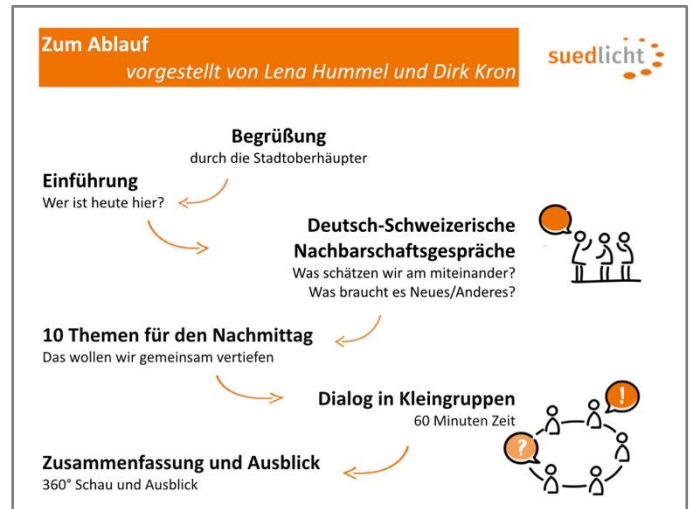 Zum Ablauf
vorgestellt von Lena Hummel und Dirk Kron
suedlicht
Begrüßung
durch die Stadtoberhäupter
Einführung
Wer ist heute hier?
Deutsch-Schweizerische
Nachbarschaftsgespräche
Was schätzen wir am miteinander?
Was braucht es Neues/Anderes?
10 Themen für den Nachmittag
Das wollen wir gemeinsam vertiefen
Dialog in Kleingruppen
60 Minuten Zeit
!
?
Zusammenfassung und Ausblick
360° Schau und Ausblick